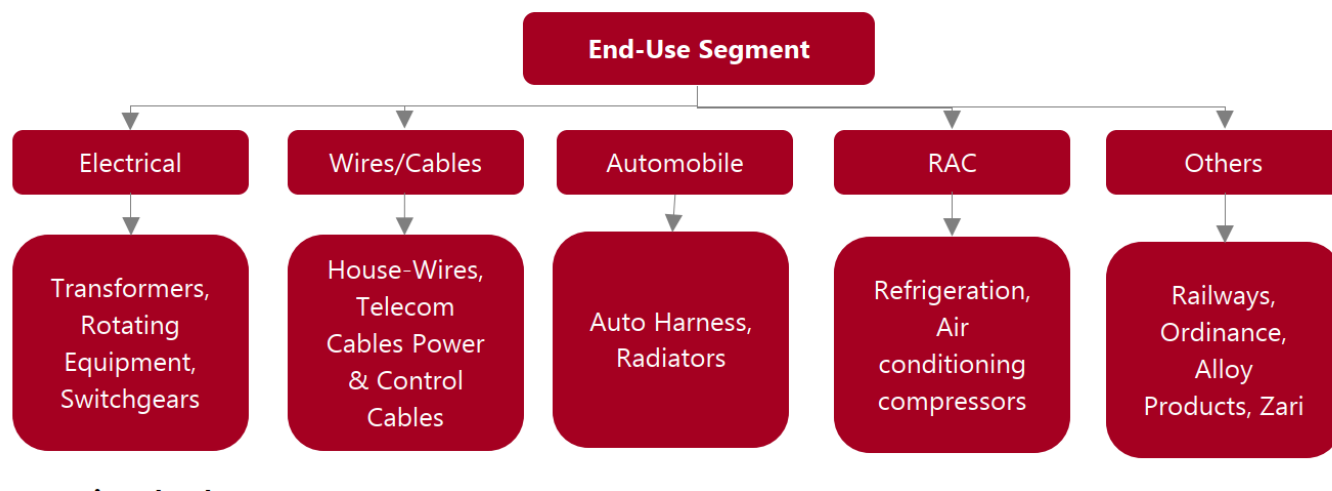 End-Use Segment
Electrical
Wires/Cables
Automobile
RAC
Others
Transformers,
Rotating
Equipment,
Switchgears
House-Wires,
Telecom
Cables Power
& Control
Cables
Auto Harness,
Radiators
Refrigeration,
Air
conditioning
compressors
Railways,
Ordinance,
Alloy
Products, Zari